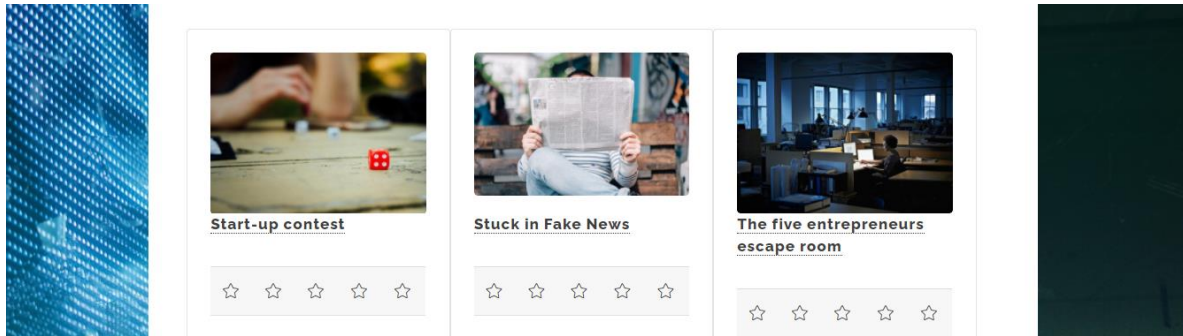 Start-up contest
Stuck in Fake News
The five entrepreneurs
escape room